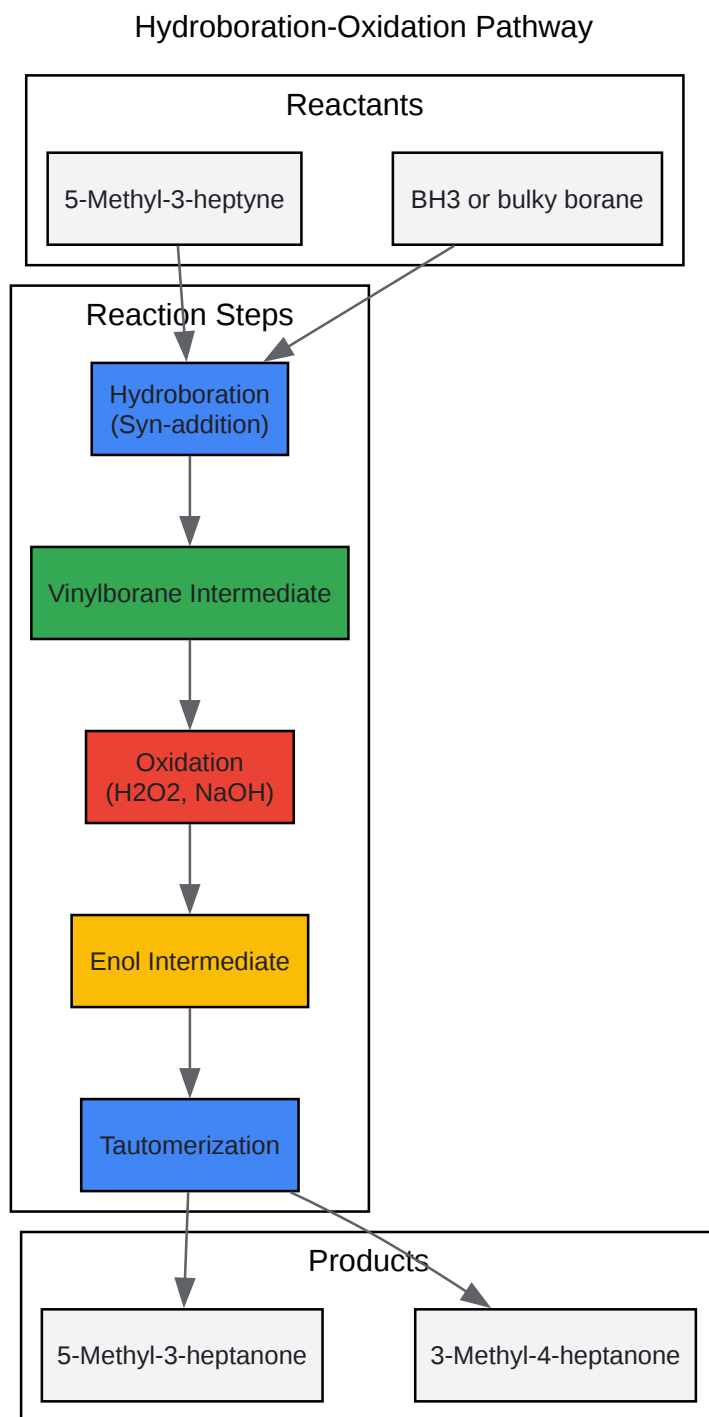 Hydroboration-Oxidation Pathway
Reactants
5-Methyl-3-heptyne
BH3 or bulky borane
Reaction Steps
Hydroboration
(Syn-addition)
Vinylborane Intermediate
Oxidation
(H2O2, NaOH)
Enol Intermediate
Tautomerization
Products
5-Methyl-3-heptanone
3-Methyl-4-heptanone